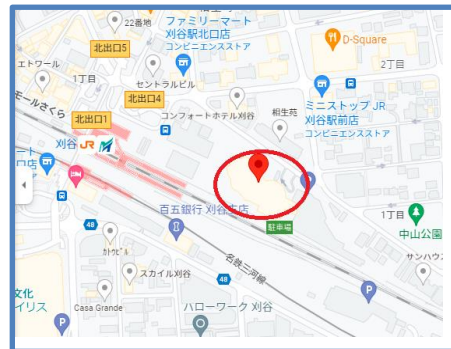 22番地
ファミリーマート
刈谷駅北口店
コンビニエンスストア
D-Square
北出口5
エトワール
1丁目
セントラルビル
2丁目
北出口4
モールさくら
コンフォートホテル刈谷
相生苑
ミニストップ JR
刈谷駅前店
コンビニエンスストア
北出口1
刈谷
JR
百五銀行 刈谷支店
駐車場
1丁目
中山公園
48
名鉄三河線
サンハウス
スカイル刈谷
48
文化
イリス
Casa Grande
ハローワーク 刈谷
P
P
P